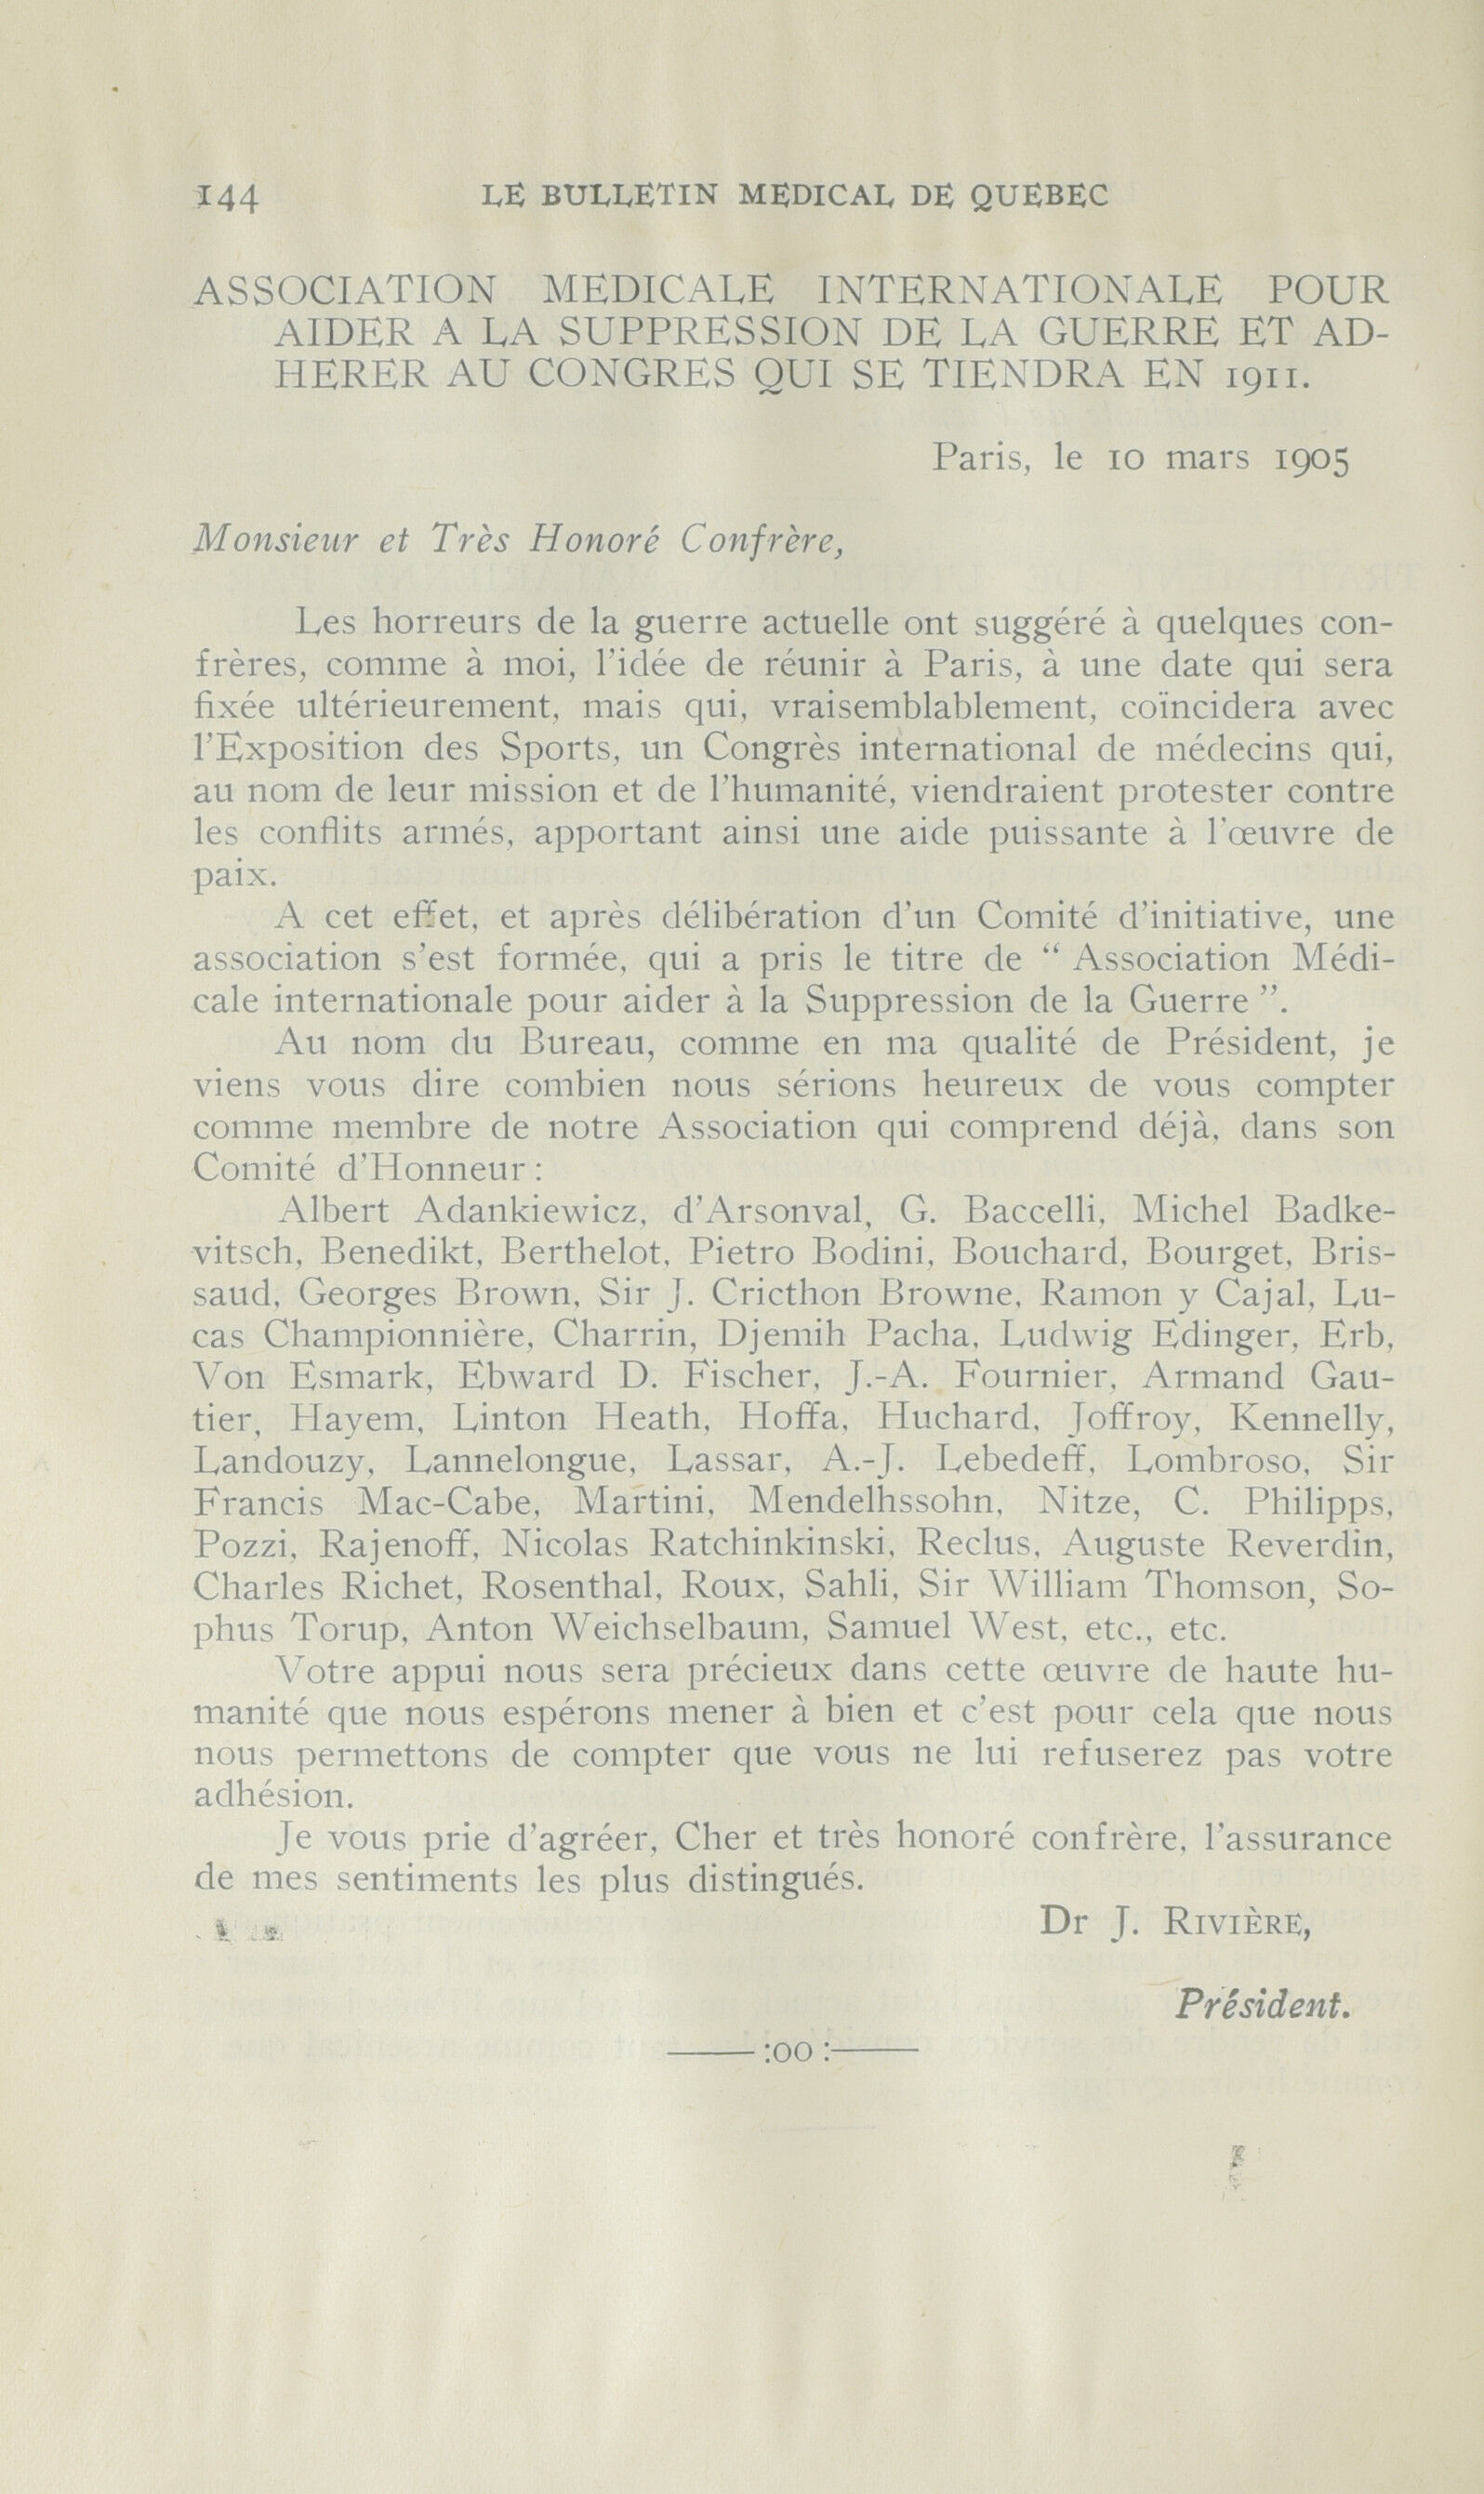 144 LE BULLETIN MEDICAL DE QUEBEC
ASSOCIATION MEDICALE INTERNATIONALE POUR
AIDER A LA SUPPRESSION DE LA GUERRE ET AD-
HERER AU CONGRES QUI SE TIENDRA EN 1911.
Paris, le 10 mars 1905
Monsieur et Très Honoré Confrère,
Les horreurs de la guerre actuelle ont suggéré à quelques con-
frères, comme à moi, l'idée de réunir à Paris, à une date qui sera
fixée ultérieurement, mais qui, vraisemblablement, coïncidera avec
l'Exposition des Sports, un Congrès international de médecins qui,
au nom de leur mission et de l'humanité, viendraient protester contre
les conflits armés, apportant ainsi une aide puissante à l'œuvre de
paix.
A cet effet, et après délibération d'un Comité d'initiative, une
association s'est formée, qui a pris le titre de “ Association Médi-
cale internationale pour aider à la Suppression de la Guerre ”.
Au nom du Bureau, comme en ma qualité de Président, je
viens vous dire combien nous sérions heureux de vous compter
comme membre de notre Association qui comprend déjà, dans son
Comité d'Honneur :
Albert Adankiewicz, d'Arsonval, G. Baccelli, Michel Badke-
vitsch, Benedikt, Berthelot, Pietro Bodini, Bouchard, Bourget, Bris-
saud, Georges Brown, Sir J. Cricthon Browne, Ramon y Cajal, Lu-
cas Championnière, Charrin, Djemih Pacha, Ludwig Edinger, Erb,
Von Esmark, Ebward D. Fischer, J.-A. Fournier, Armand Gau-
tier, Hayem, Linton Heath, Hoffa, Huchard, Joffroy, Kennelly,
Landouzy, Lannelongue, Lassar, A.-J. Lebedeff, Lombroso, Sir
Francis Mac-Cabe, Martini, Mendelhssohn, Nitze, C. Philipps,
Pozzi, Rajenoff, Nicolas Ratchinkinski, Reclus, Auguste Reverdin,
Charles Richet, Rosenthal, Roux, Sahli, Sir William Thomson, So-
phus Torup, Anton Weichselbaum, Samuel West, etc., etc.
Votre appui nous sera précieux dans cette œuvre de haute hu-
manité que nous espérons mener à bien et c'est pour cela que nous
nous permettons de compter que vous ne lui refuserez pas votre
adhésion.
Je vous prie d'agréer, Cher et très honoré confrère, l'assurance
de mes sentiments les plus distingués.
Dr J. RIVIÈRE,
Président.
——:oo:——